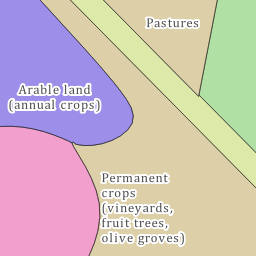 Pastures
Arable land
(annual crops)
Permanent
crops
(vineyards,
fruit trees,
olive groves)